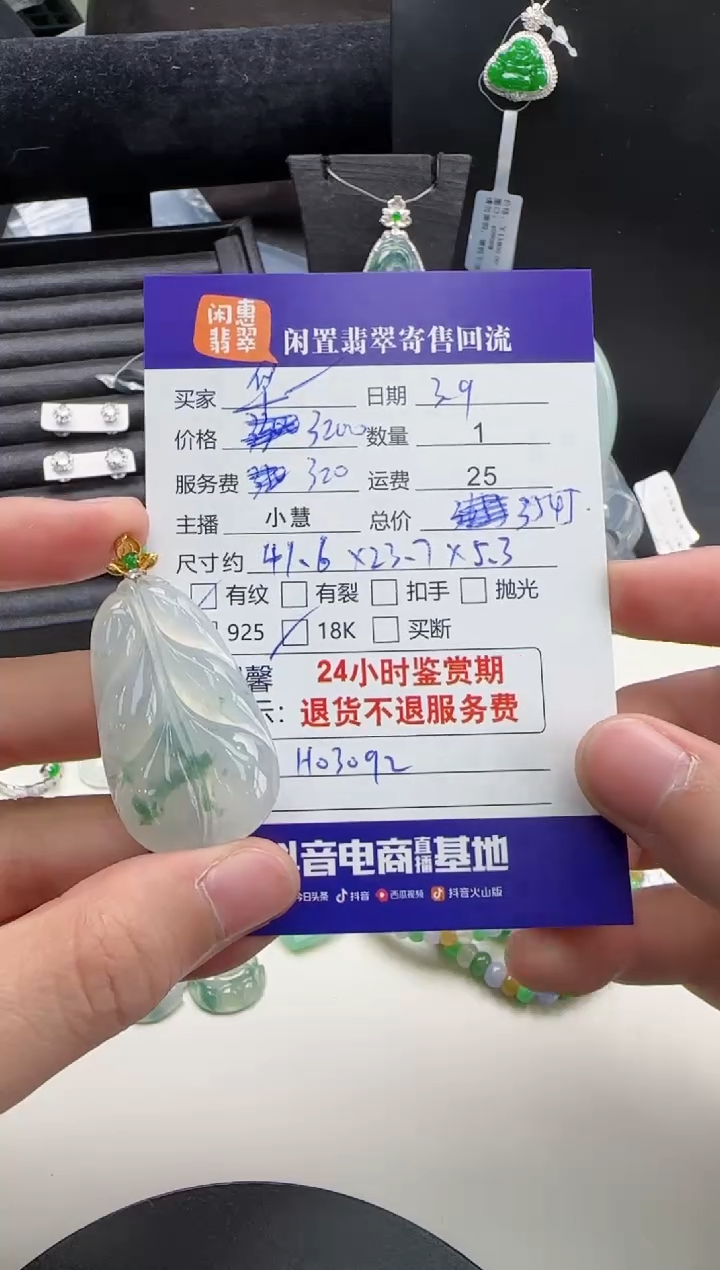 闲惠
翡翠
闲置翡翠寄售回流
买家 日期 3.9
价格 3200 数量 1
服务费 320 运费 25
主播 小慧 总价 3545
尺寸约 41.6×23.7×5.3
有纹 有裂 扣手 抛光
925 18K 买断
馨 24小时鉴赏期
示: 退货不退服务费
H03092
抖音电商直播基地
今日头条 抖音 西瓜视频 抖音火山版